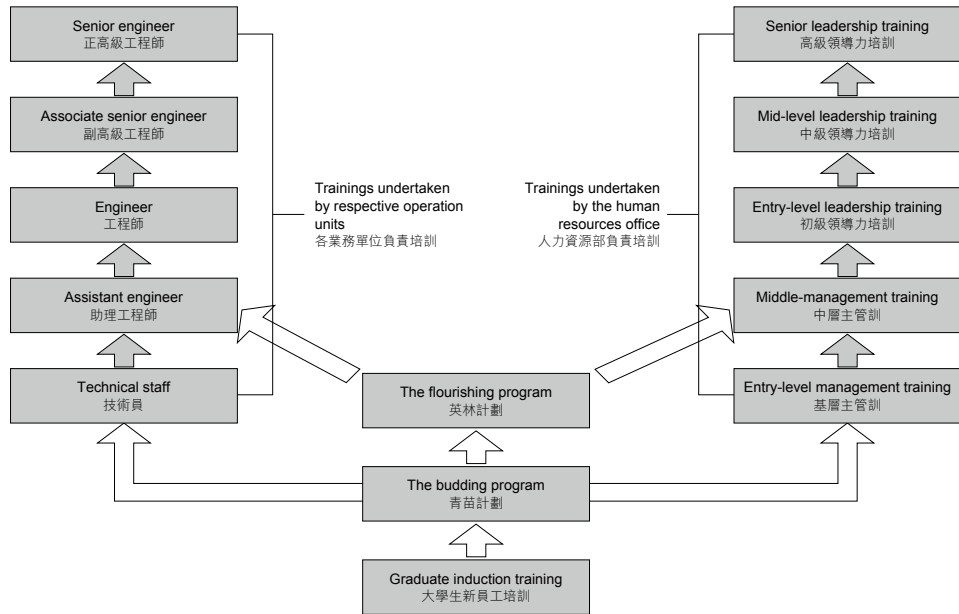 Senior engineer
正高級工程師
Associate senior engineer
副高級工程師
Engineer
工程師
Assistant engineer
助理工程師
Technical staff
技術員
Trainings undertaken
by respective operation
units
各業務單位負責培訓
Trainings undertaken
by the human
resources office
人力資源部負責培訓
Senior leadership training
高級領導力培訓
Mid-level leadership training
中級領導力培訓
Entry-level leadership training
初級領導力培訓
Middle-management training
中層主管訓
Entry-level management training
基層主管訓
The flourishing program
英林計劃
The budding program
青苗計劃
Graduate induction training
大學生新員工培訓